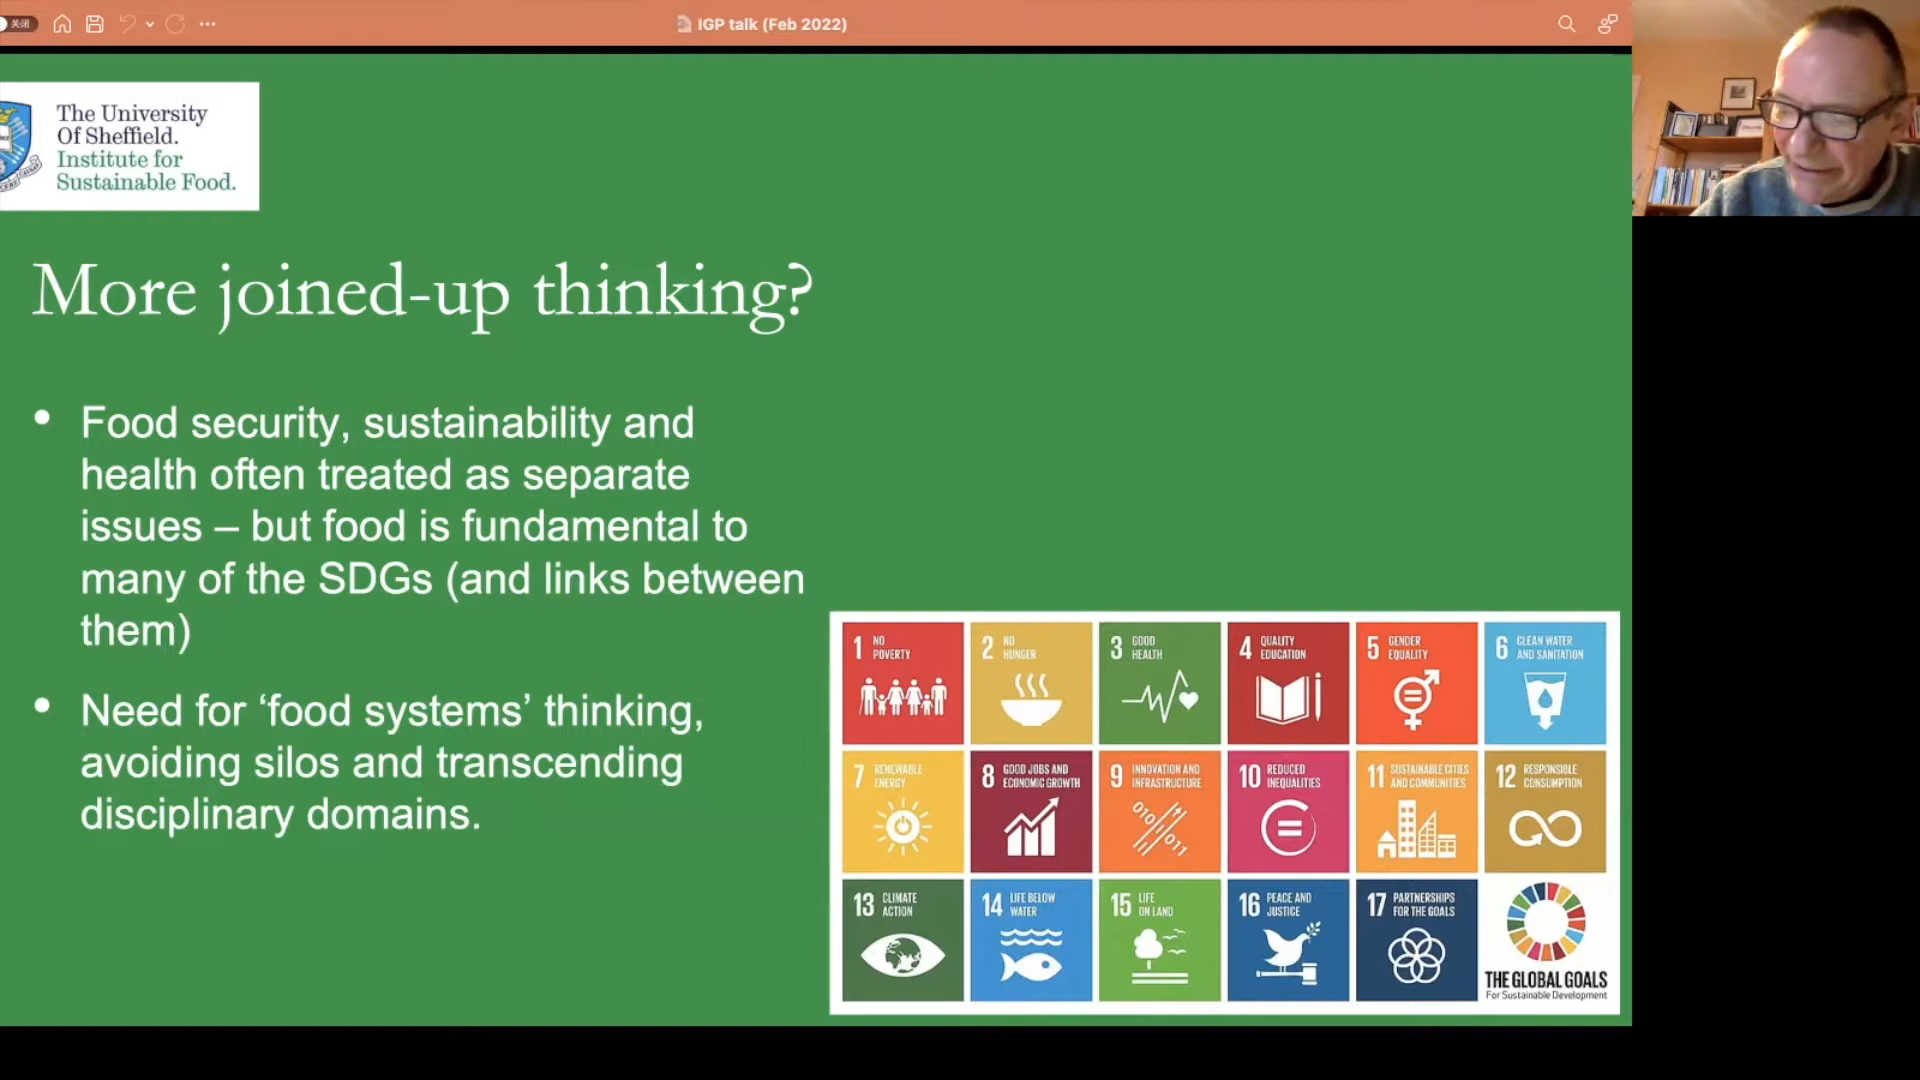 关闭
IGP talk (Feb 2022)
The University
Of Sheffield.
Institute for
Sustainable Food.
More joined-up thinking?
• Food security, sustainability and
health often treated as separate
issues – but food is fundamental to
many of the SDGs (and links between
them)
• Need for ‘food systems’ thinking,
avoiding silos and transcending
disciplinary domains.
1 NO
POVERTY
2 NO
HUNGER
3 GOOD
HEALTH
4 QUALITY
EDUCATION
5 GENDER
EQUALITY
6 CLEAN WATER
AND SANITATION
7 RENEWABLE
ENERGY
8 GOOD JOBS AND
ECONOMIC GROWTH
9 INNOVATION AND
INFRASTRUCTURE
010
011
10 REDUCED
INEQUALITIES
11 SUSTAINABLE CITIES
AND COMMUNITIES
12 RESPONSIBLE
CONSUMPTION
13 CLIMATE
ACTION
14 LIFE BELOW
WATER
15 LIFE
ON LAND
16 PEACE AND
JUSTICE
17 PARTNERSHIPS
FOR THE GOALS
THE GLOBAL GOALS
For Sustainable Development